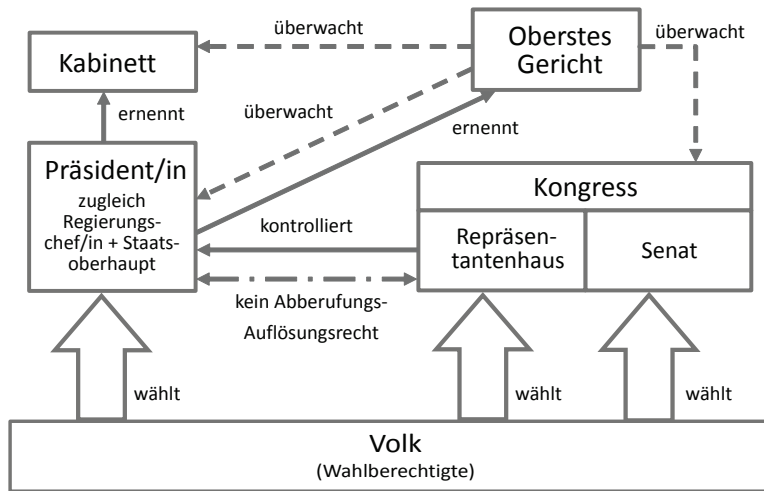 überwacht
Oberstes
Gericht
überwacht
Kabinett
ernennt
überwacht
ernennt
Präsident/in
zugleich
Regierungs-
chef/in + Staats-
oberhaupt
Kongress
kontrolliert
Repräsen-
tantenhaus
Senat
kein Abberufungs-
Auflösungsrecht
wählt
wählt
wählt
Volk
(Wahlberechtigte)